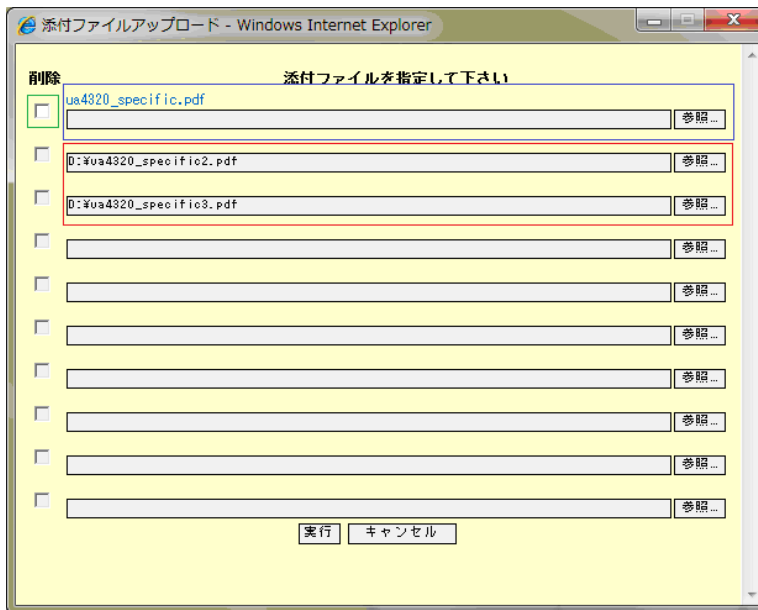 添付ファイルアップロード - Windows Internet Explorer
削除 添付ファイルを指定して下さい
ua4320_specific.pdf
参照...
D:¥ua4320_specific2.pdf 参照...
D:¥ua4320_specific3.pdf 参照...
参照...
参照...
参照...
参照...
参照...
参照...
参照...
実行 キャンセル